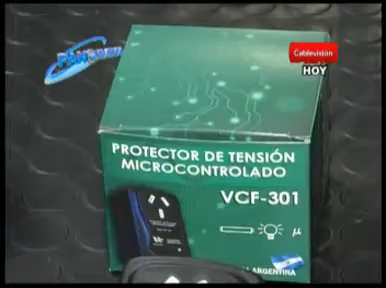 Cablevisión
HOY
PROTECTOR DE TENSIÓN
MICROCONTROLADO
VCF-301
μ
ARGENTINA